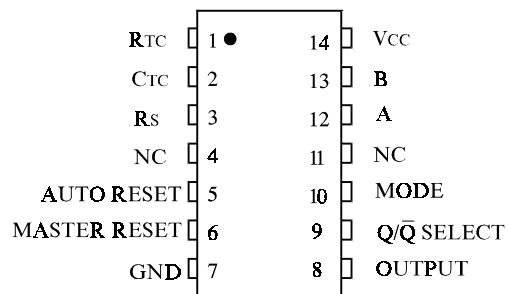 RTC 1 14 VCC
CTC 2 13 B
RS 3 12 A
NC 4 11 NC
AUTO RESET 5 10 MODE
MASTER RESET 6 9 Q/Q̅ SELECT
GND 7 8 OUTPUT